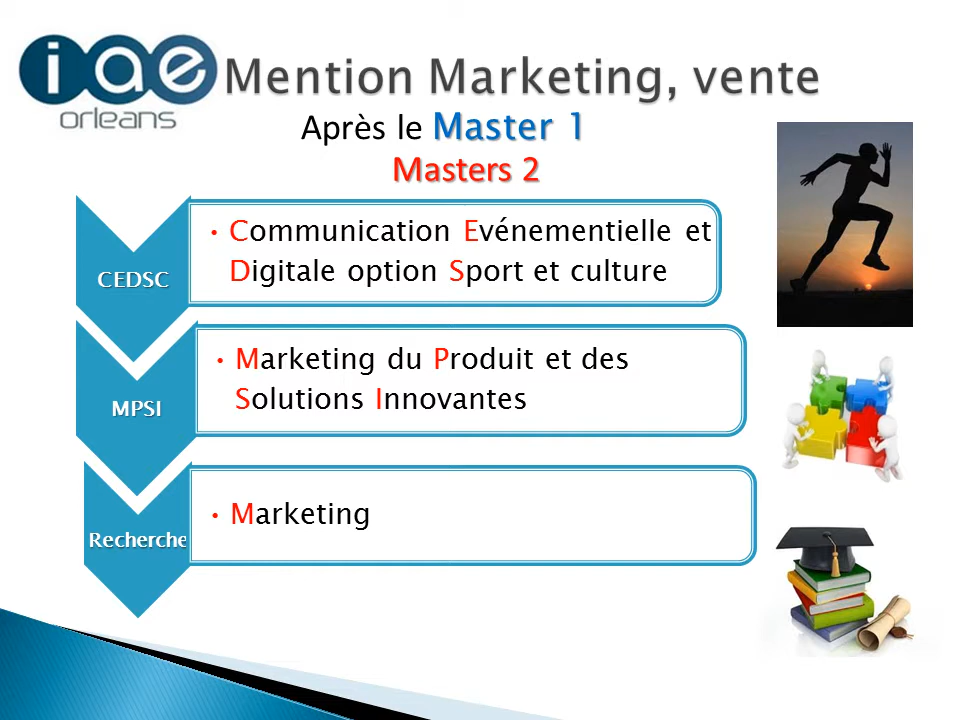 iae
orleans
Mention Marketing, vente
Après le Master 1
Masters 2
CEDSC
• Communication Evénementielle et
Digitale option Sport et culture
MPSI
• Marketing du Produit et des
Solutions Innovantes
Recherche
• Marketing